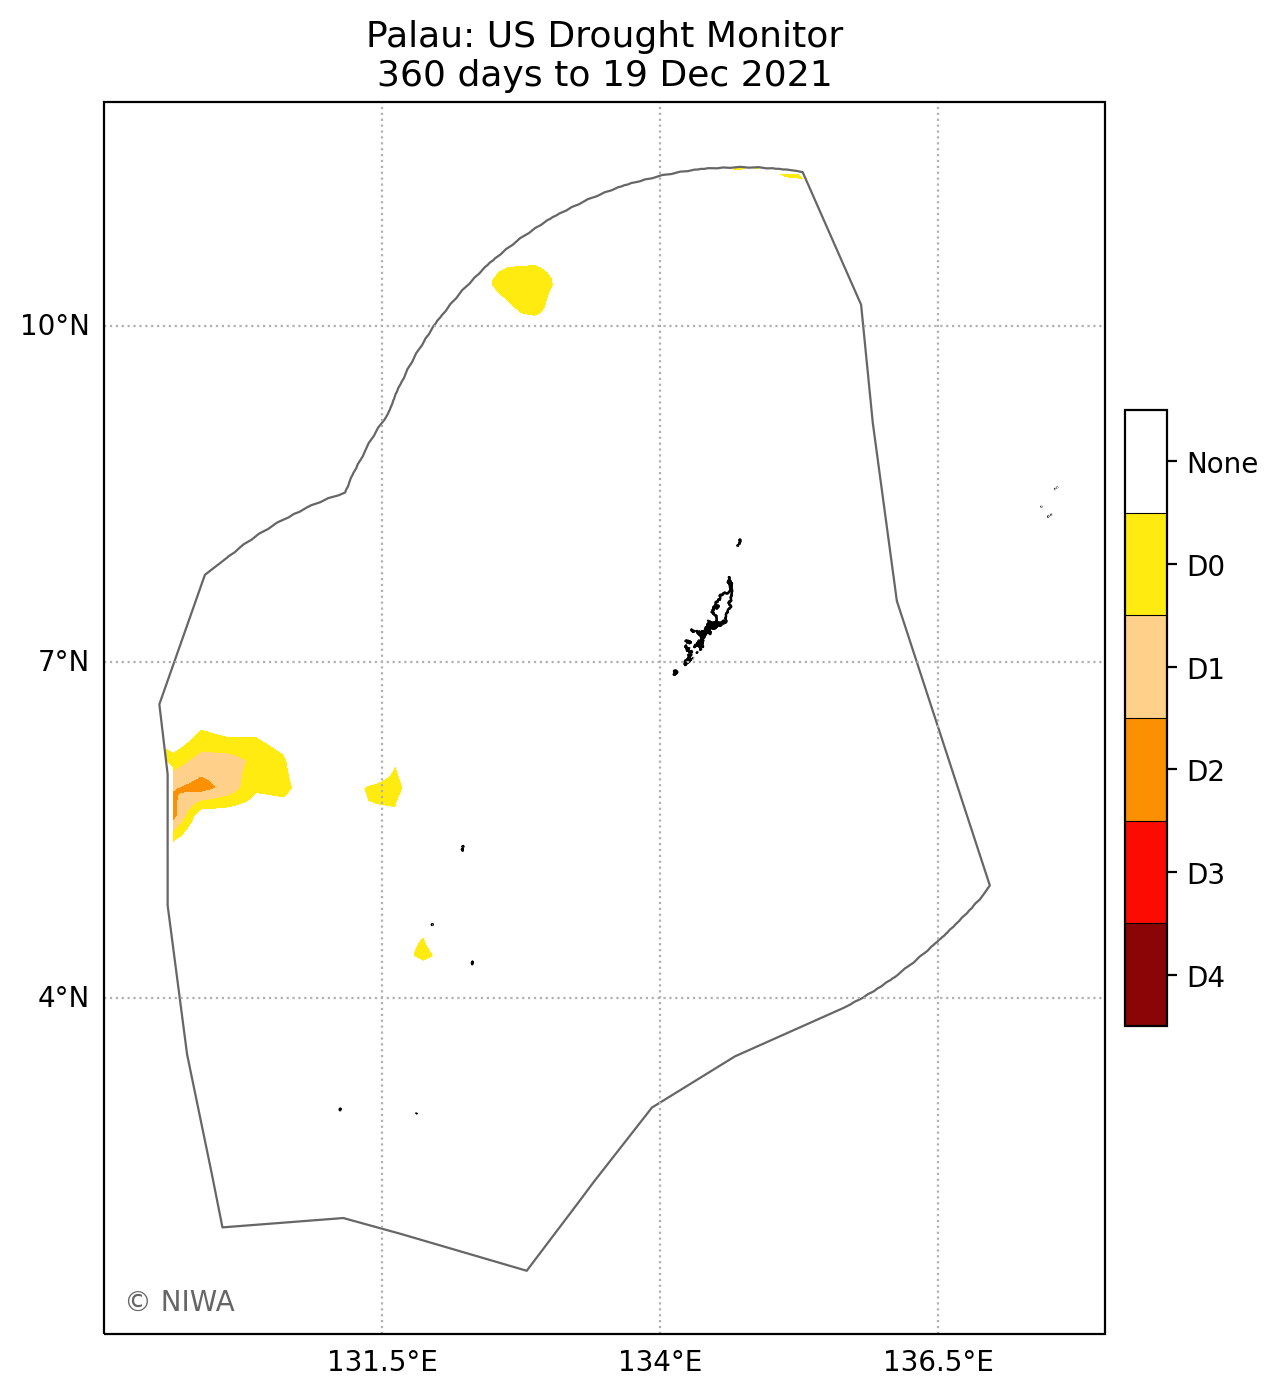 Palau: US Drought Monitor
360 days to 19 Dec 2021
10°N
7°N
4°N
131.5°E
134°E
136.5°E
None
D0
D1
D2
D3
D4
© NIWA